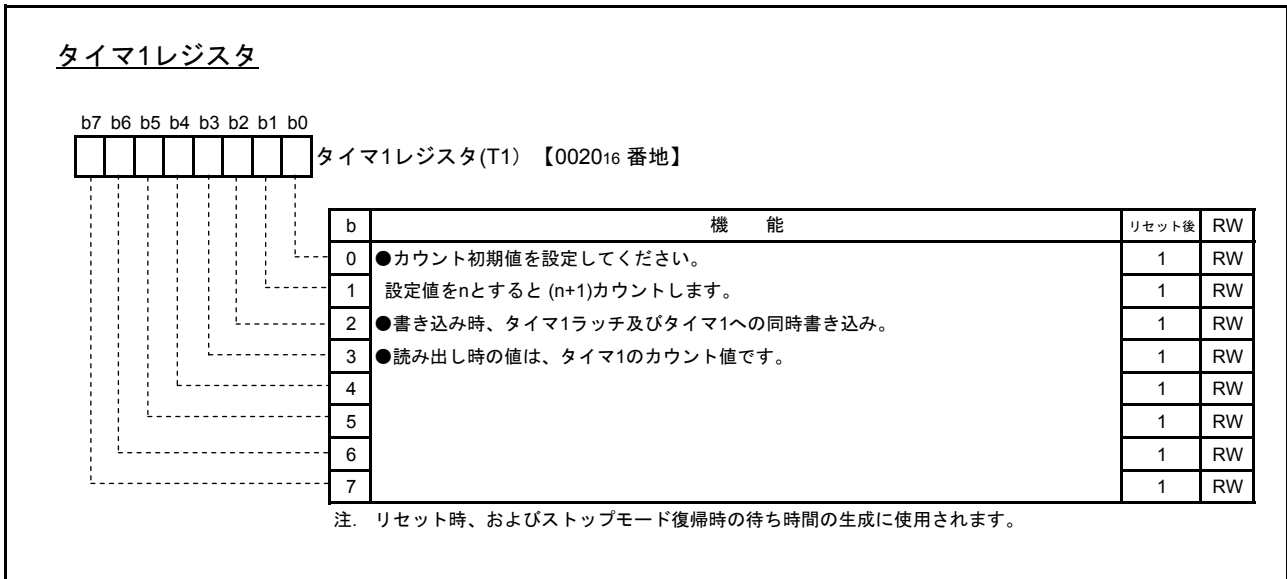 タイマ1レジスタ
b7 b6 b5 b4 b3 b2 b1 b0
タイマ1レジスタ(T1) 【002016 番地】
b 機 能 リセット後 RW
0 ●カウント初期値を設定してください。 1 RW
1 設定値をnとすると (n+1)カウントします。 1 RW
2 ●書き込み時、タイマ1ラッチ及びタイマ1への同時書き込み。 1 RW
3 ●読み出し時の値は、タイマ1のカウント値です。 1 RW
4 1 RW
5 1 RW
6 1 RW
7 1 RW
注. リセット時、およびストップモード復帰時の待ち時間の生成に使用されます。